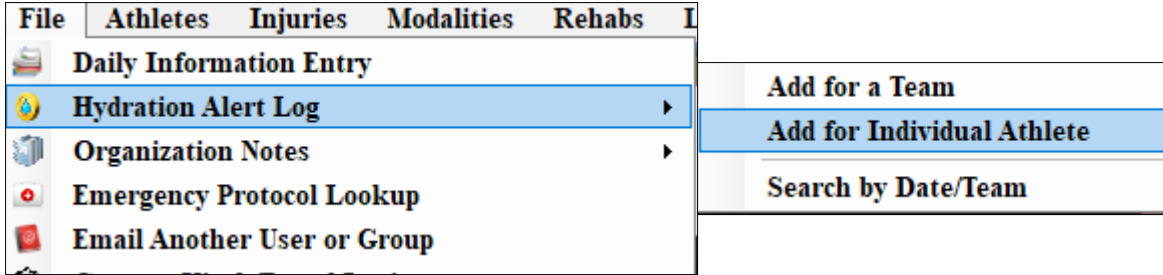 File Athletes Injuries Modalities Rehabs
Daily Information Entry
Hydration Alert Log
Organization Notes
Emergency Protocol Lookup
Email Another User or Group
Add for a Team
Add for Individual Athlete
Search by Date/Team